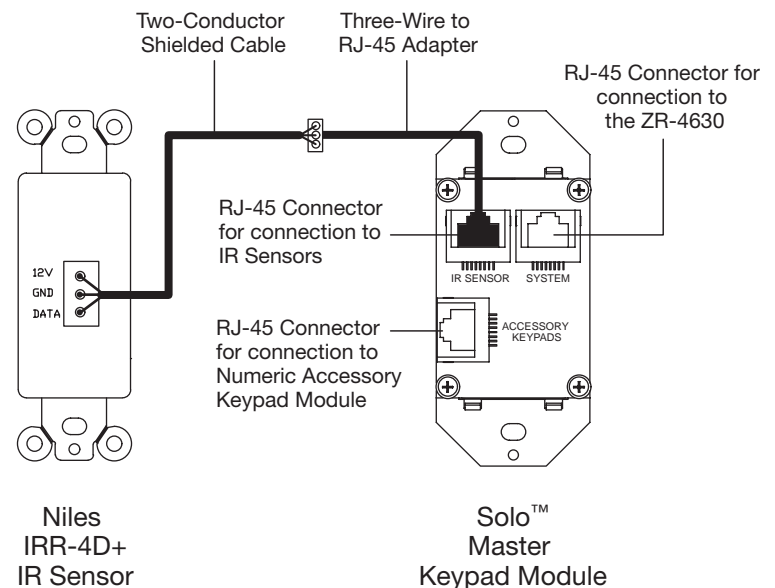 Two-Conductor
Shielded Cable
Three-Wire to
RJ-45 Adapter
RJ-45 Connector for
connection to
the ZR-4630
RJ-45 Connector
for connection to
IR Sensors
12V
GND
DATA
IR SENSOR
SYSTEM
RJ-45 Connector
for connection to
Numeric Accessory
Keypad Module
ACCESSORY
KEYPADS
Niles
IRR-4D+
IR Sensor
Solo™
Master
Keypad Module